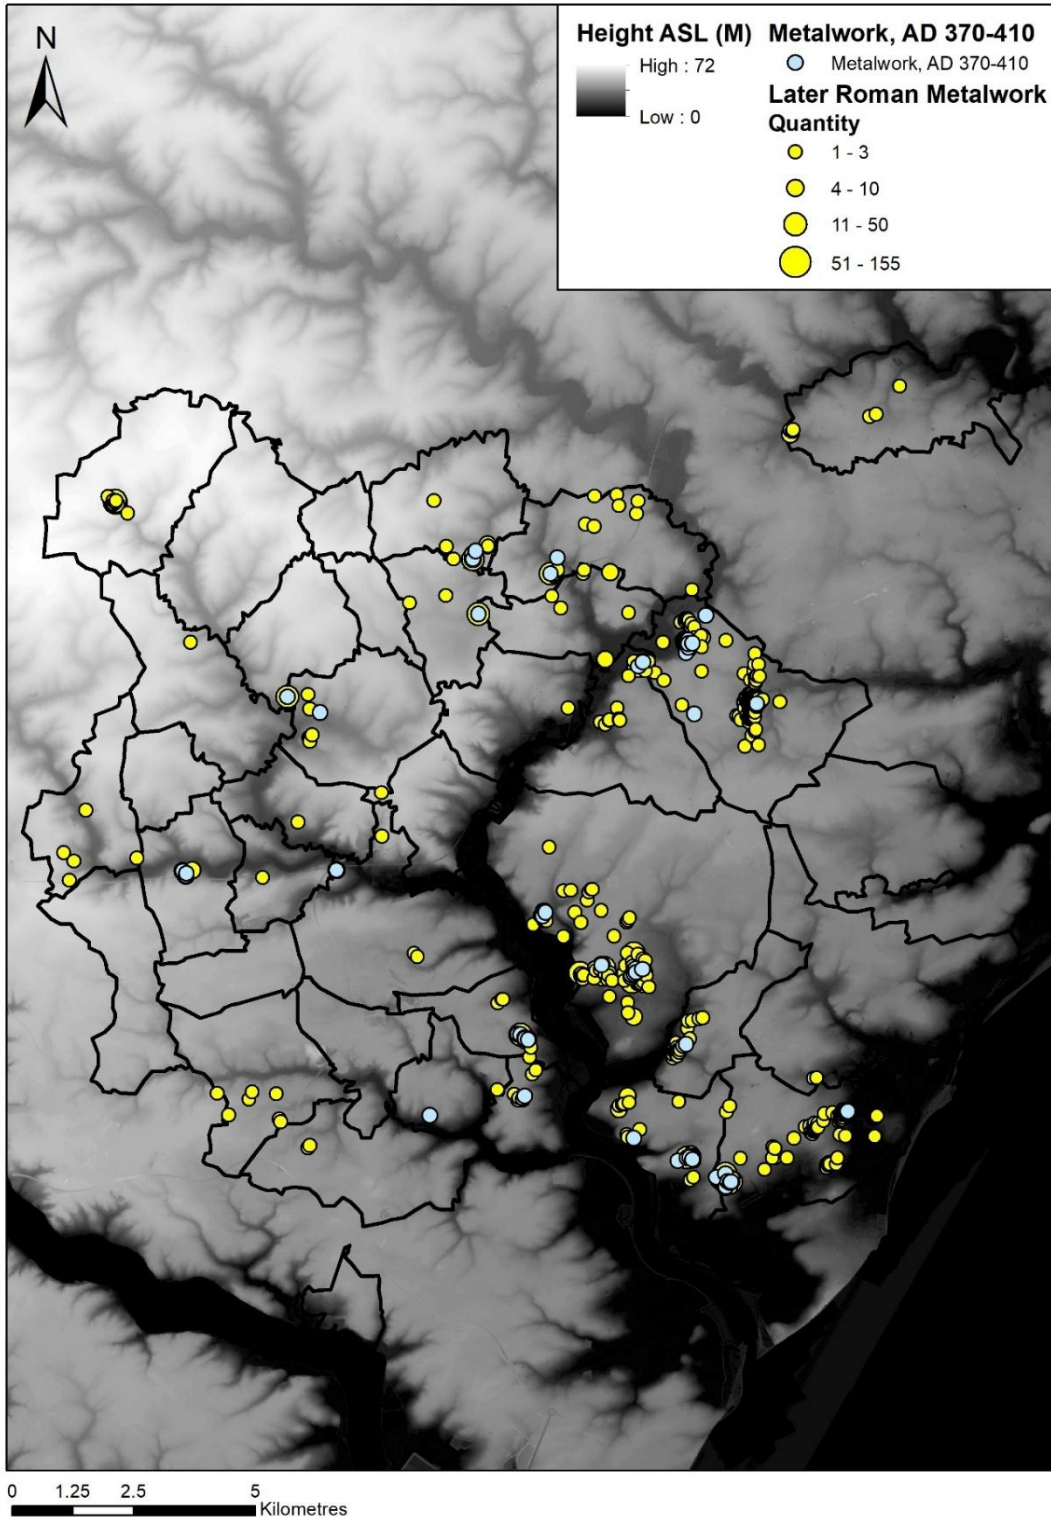 N
Height ASL (M)
High : 72
Low : 0
Metalwork, AD 370-410
Metalwork, AD 370-410
Later Roman Metalwork
Quantity
1 - 3
4 - 10
11 - 50
51 - 155
0 1.25 2.5 5
Kilometres